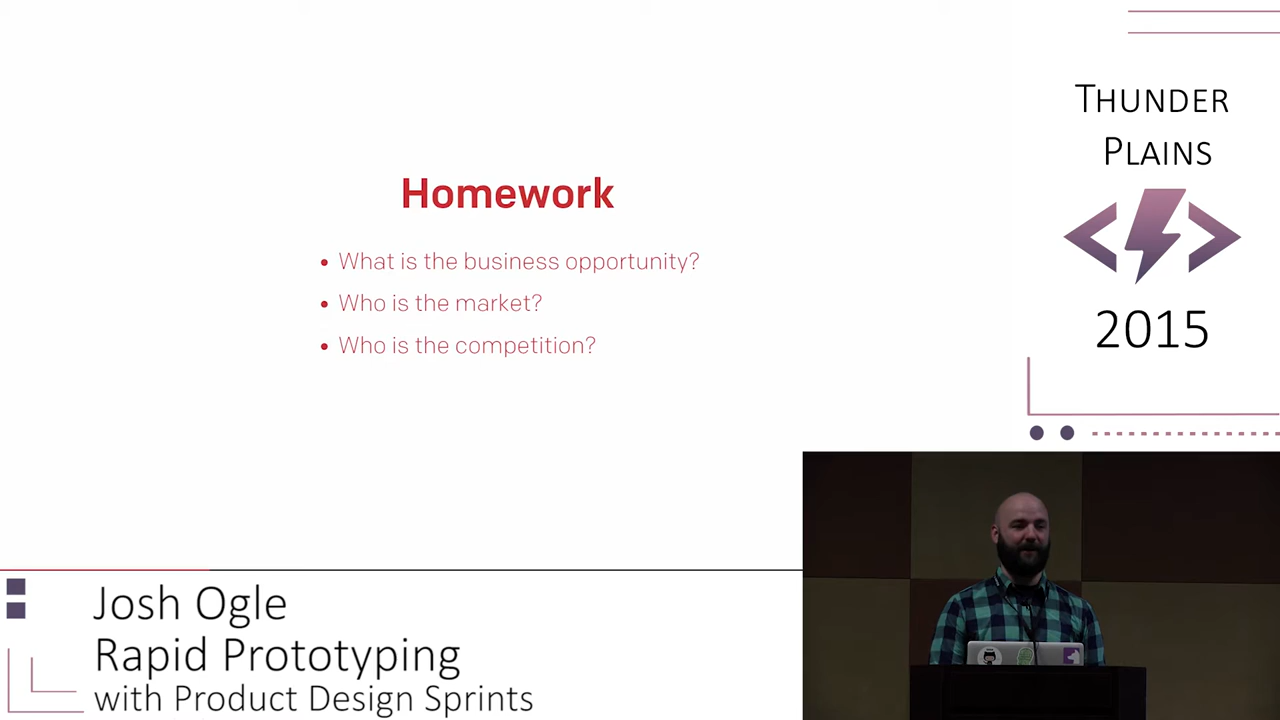 Homework
• What is the business opportunity?
• Who is the market?
• Who is the competition?
THUNDER
PLAINS
2015
Josh Ogle
Rapid Prototyping
with Product Design Sprints